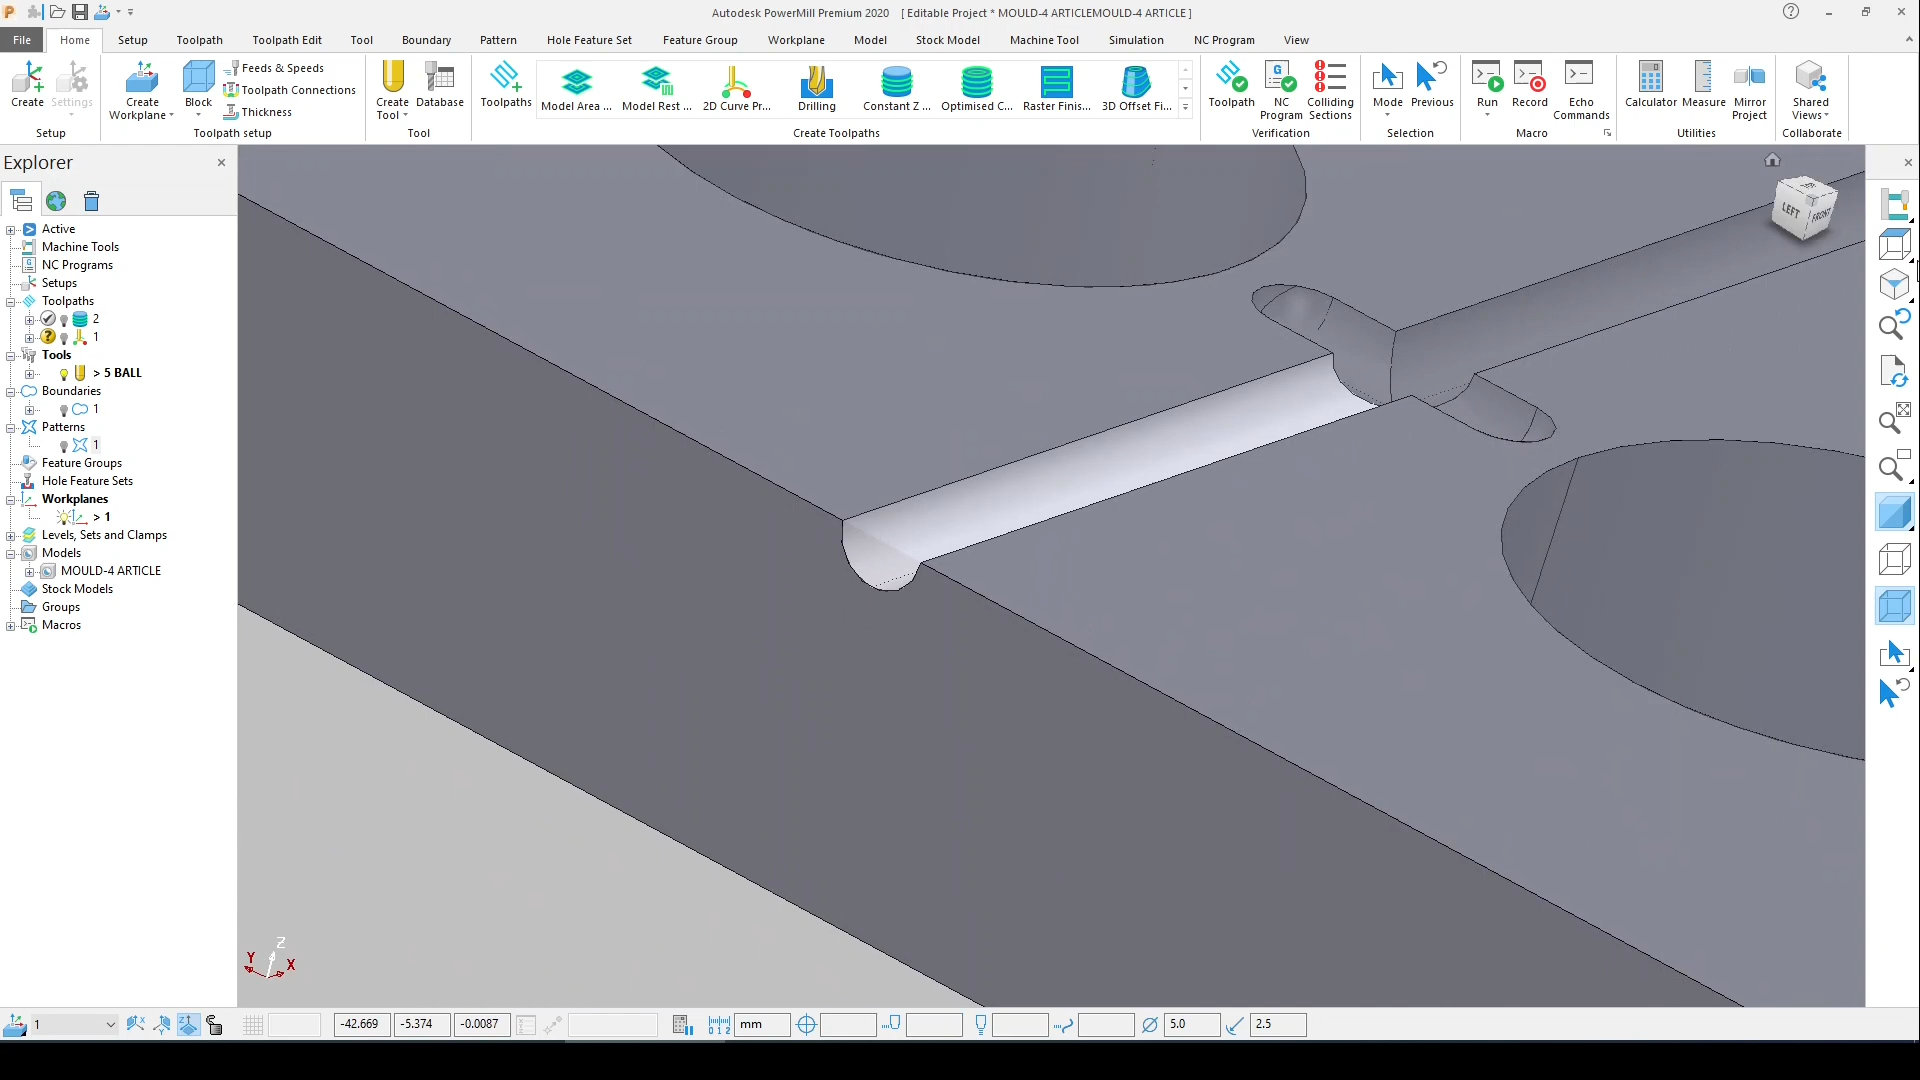 Autodesk PowerMill Premium 2020 [ Editable Project * MOULD-4 ARTICLEMOULD-4 ARTICLE ]
File Home Setup Toolpath Toolpath Edit Tool Boundary Pattern Hole Feature Set Feature Group Workplane Model Stock Model Machine Tool Simulation NC Program View
Create
Settings
Setup
Create Workplane
Block
Feeds & Speeds
Toolpath Connections
Thickness
Toolpath setup
Create Tool
Database
Tool
Toolpaths
Model Area ...
Model Rest ...
2D Curve Pr...
Drilling
Constant Z ...
Optimised C...
Raster Finis...
3D Offset Fi...
Create Toolpaths
Toolpath
NC Program
Colliding Sections
Verification
Mode
Previous
Selection
Run
Record
Echo Commands
Macro
Calculator
Measure
Mirror Project
Utilities
Shared Views
Collaborate
Explorer
Active
Machine Tools
NC Programs
Setups
Toolpaths
2
1
Tools
> 5 BALL
Boundaries
1
Patterns
1
Feature Groups
Hole Feature Sets
Workplanes
> 1
Levels, Sets and Clamps
Models
MOULD-4 ARTICLE
Stock Models
Groups
Macros
LEFT FRONT
Z
Y
X
1 -42.669 -5.374 -0.0087 mm 5.0 2.5